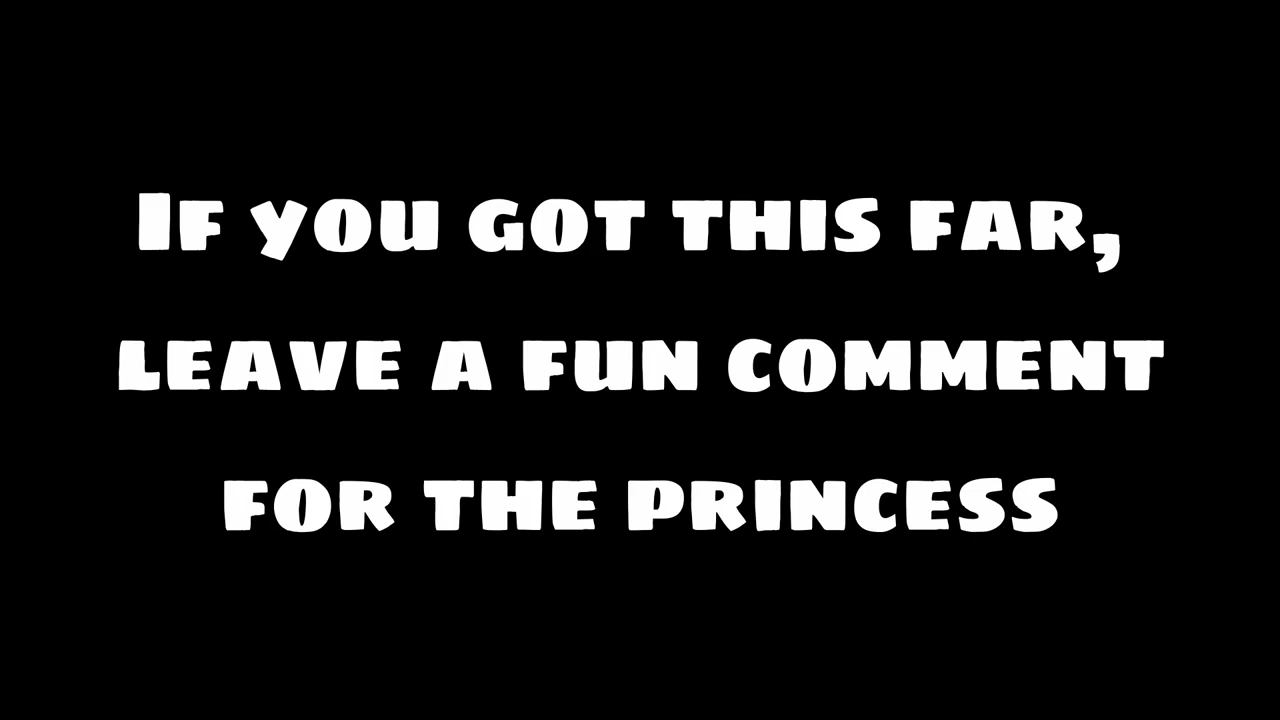 If you got this far,
leave a fun comment
for the princess